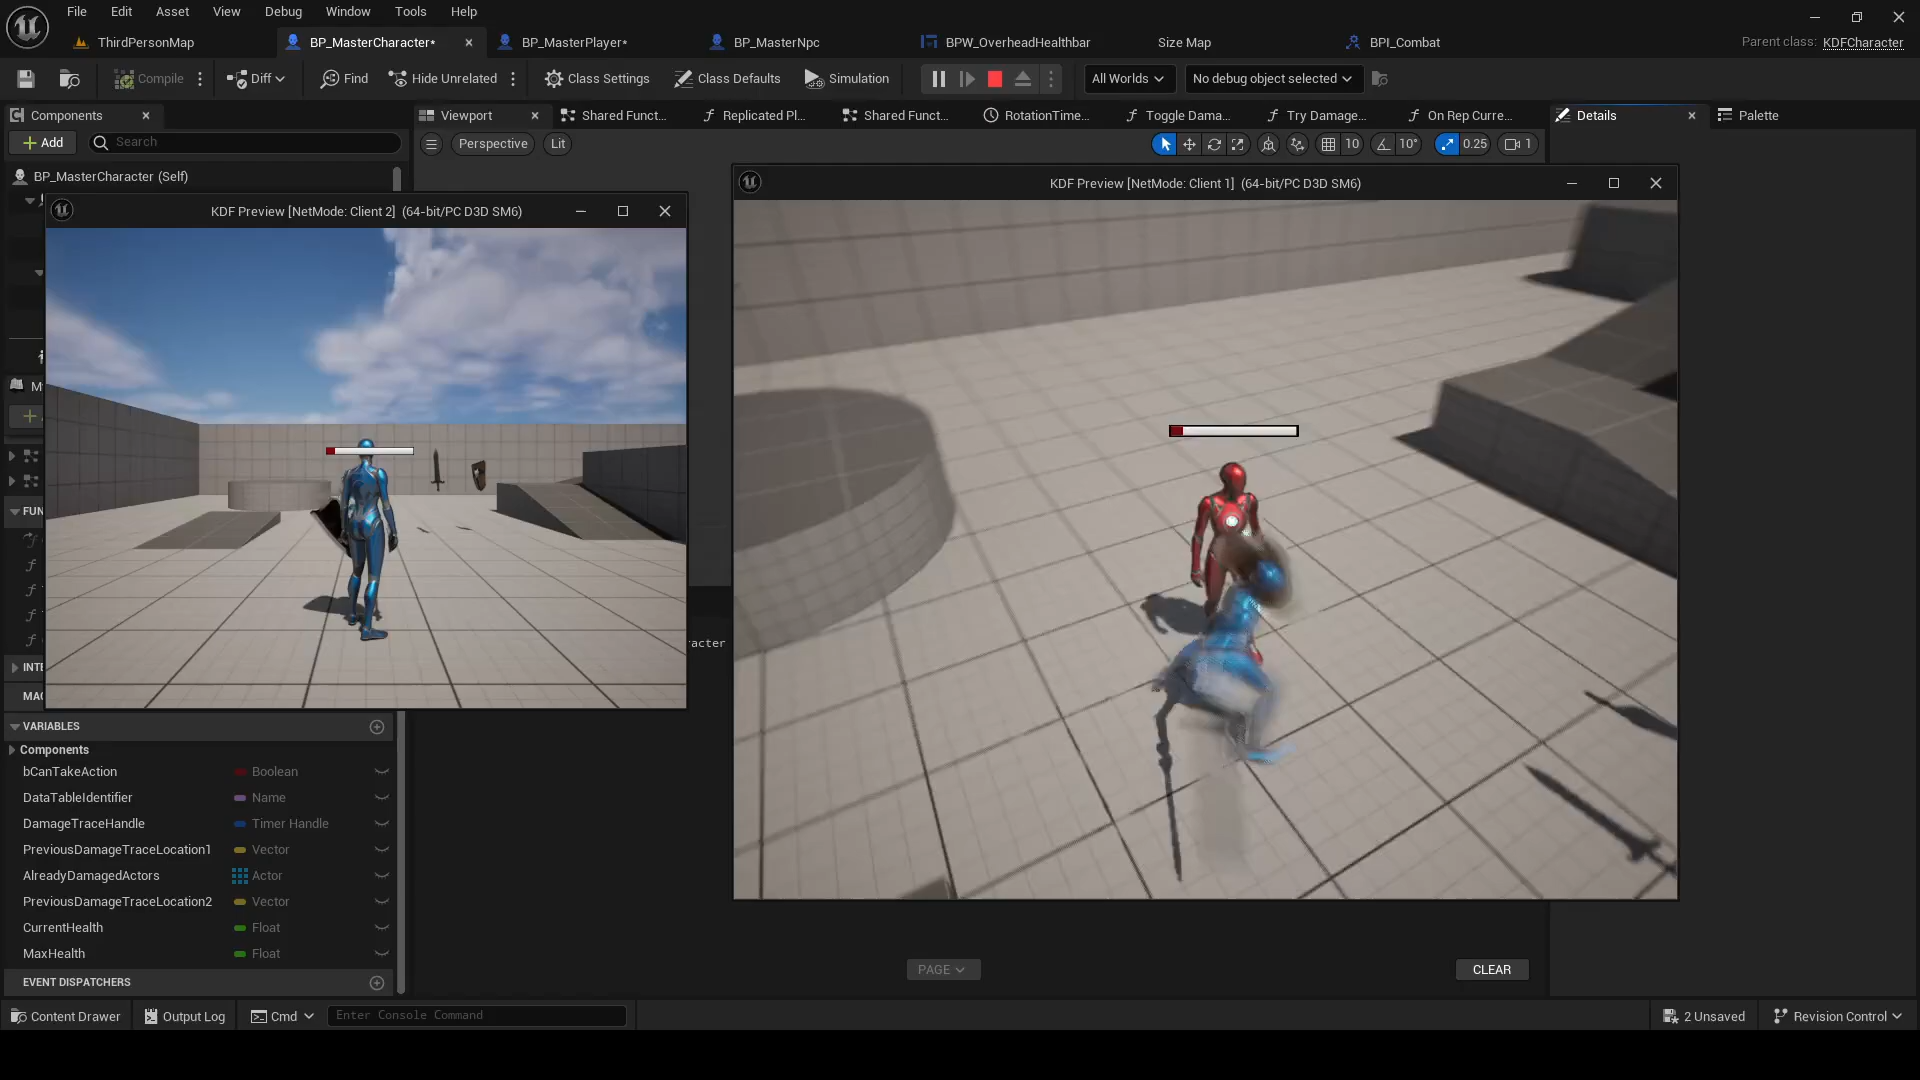 File Edit Asset View Debug Window Tools Help
ThirdPersonMap BP_MasterCharacter* BP_MasterPlayer* BP_MasterNpc BPW_OverheadHealthbar Size Map BPI_Combat Parent class: KDFCharacter
Compile Diff Find Hide Unrelated Class Settings Class Defaults Simulation All Worlds No debug object selected
Components Viewport Shared Funct... Replicated Pl... Shared Funct... RotationTime... Toggle Dama... Try Damage... On Rep Curre... Details Palette
Add Search Perspective Lit 10 10° 0.25 1
BP_MasterCharacter (Self)
KDF Preview [NetMode: Client 1] (64-bit/PC D3D SM6)
KDF Preview [NetMode: Client 2] (64-bit/PC D3D SM6)
M
FUN
racter
INTE
MAC
VARIABLES
Components
bCanTakeAction Boolean
DataTableIdentifier Name
DamageTraceHandle Timer Handle
PreviousDamageTraceLocation1 Vector
AlreadyDamagedActors Actor
PreviousDamageTraceLocation2 Vector
CurrentHealth Float
MaxHealth Float
PAGE CLEAR
EVENT DISPATCHERS
Content Drawer Output Log Cmd Enter Console Command 2 Unsaved Revision Control